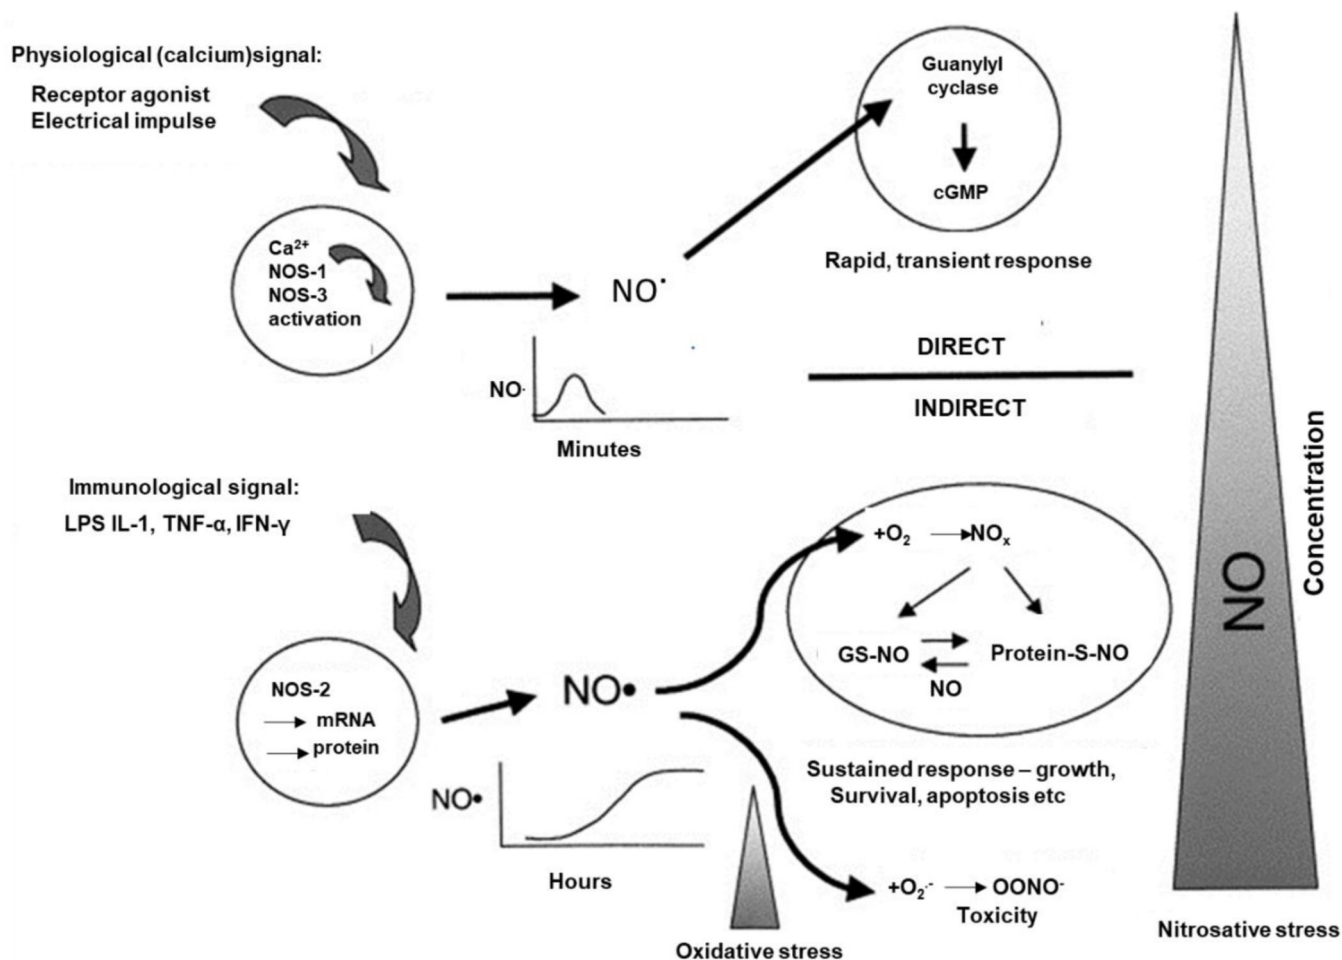 Physiological (calcium)signal:
Receptor agonist
Electrical impulse
Guanylyl
cyclase
cGMP
Rapid, transient response
Ca²⁺
NOS-1
NOS-3
activation
NO˙
NO·
Minutes
DIRECT
INDIRECT
Immunological signal:
LPS IL-1, TNF-α, IFN-γ
NOS-2
mRNA
protein
NO•
NO•
Hours
+O₂ NOₓ
GS-NO Protein-S-NO
NO
Sustained response – growth,
Survival, apoptosis etc
+O₂·⁻ OONO⁻
Toxicity
Oxidative stress
NO
Concentration
Nitrosative stress